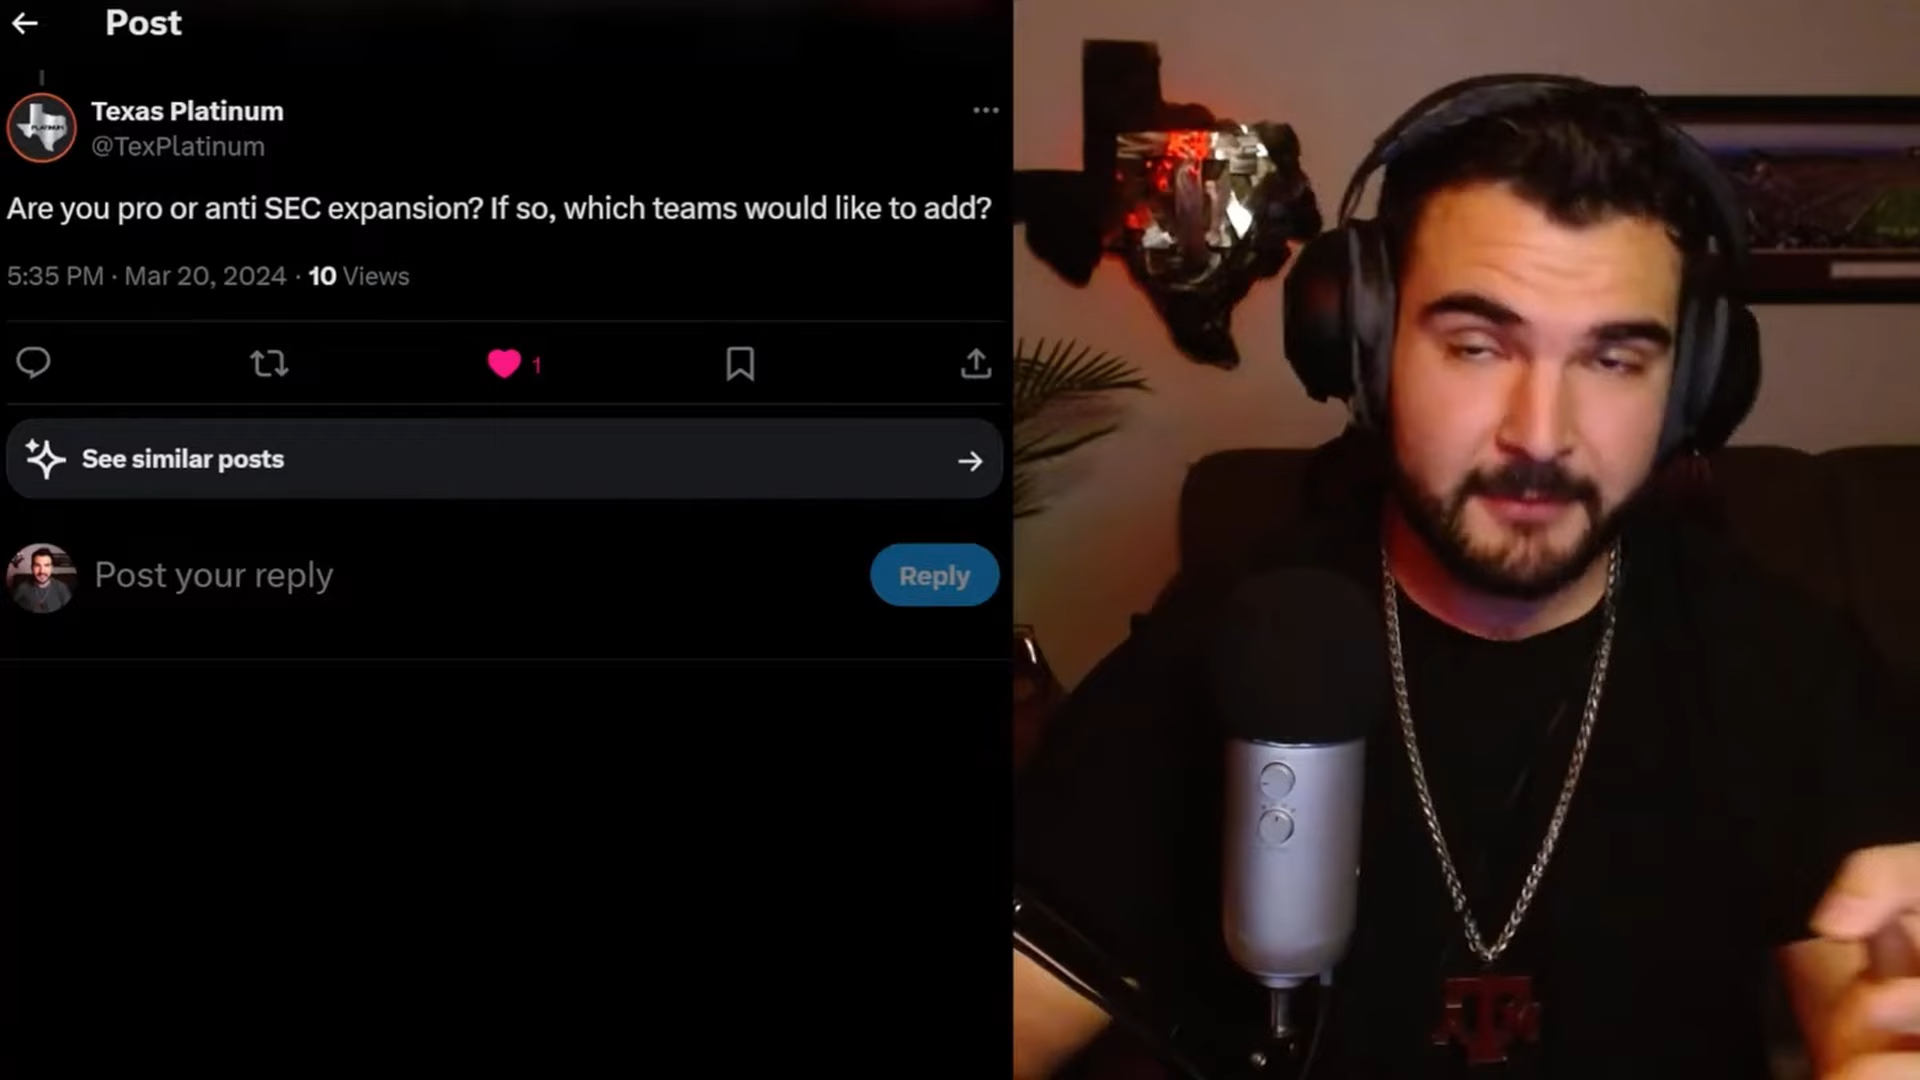 Post
Texas Platinum
@TexPlatinum
Are you pro or anti SEC expansion? If so, which teams would like to add?
5:35 PM · Mar 20, 2024 · 10 Views
1
See similar posts
Post your reply
Reply
ATM